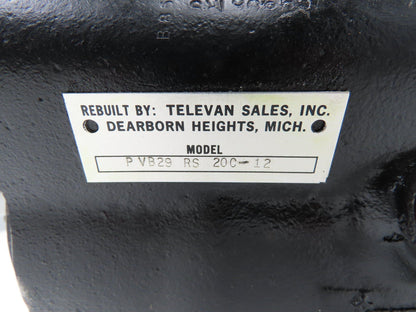 REBUILT BY: TELEVAN SALES, INC.
DEARBORN HEIGHTS, MICH.
MODEL
PVB29 RS 20C-12